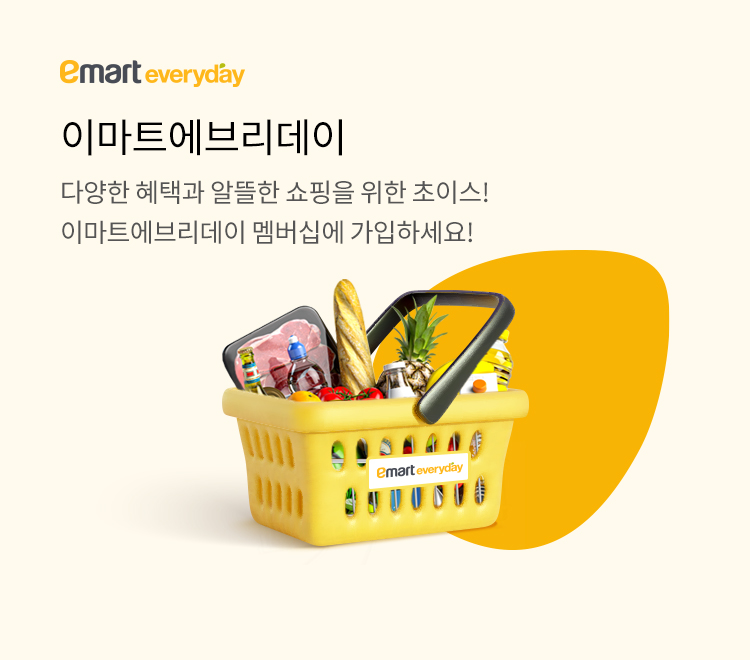 emart everyday
이마트에브리데이
다양한 혜택과 알뜰한 쇼핑을 위한 초이스!
이마트에브리데이 멤버십에 가입하세요!
emart everyday